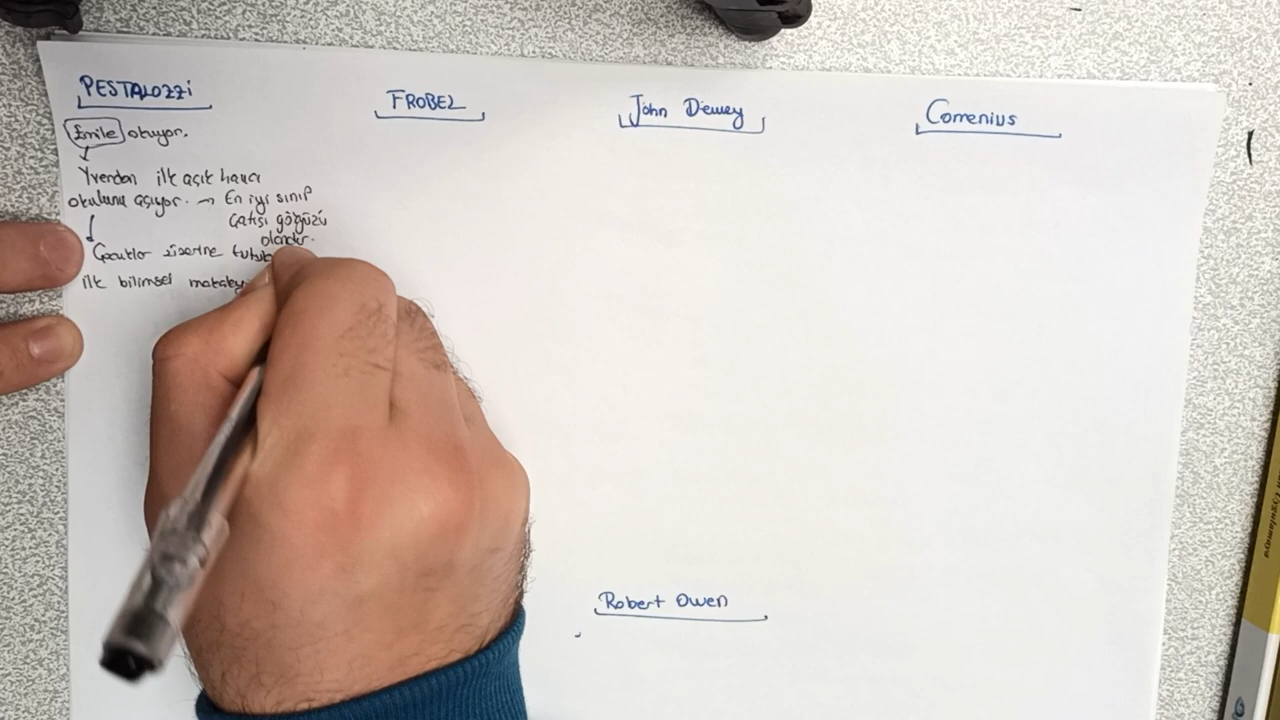 PESTALOZZİ
Emile okuyor.
Yverdon ilk açık hava
okulunu açıyor. → En iyi sınıf
çatısı gökyüzü
olandır.
Çocuklar üzerine
ilk bilimsel
FROBEL
John Dewey
Comenius
Robert Owen